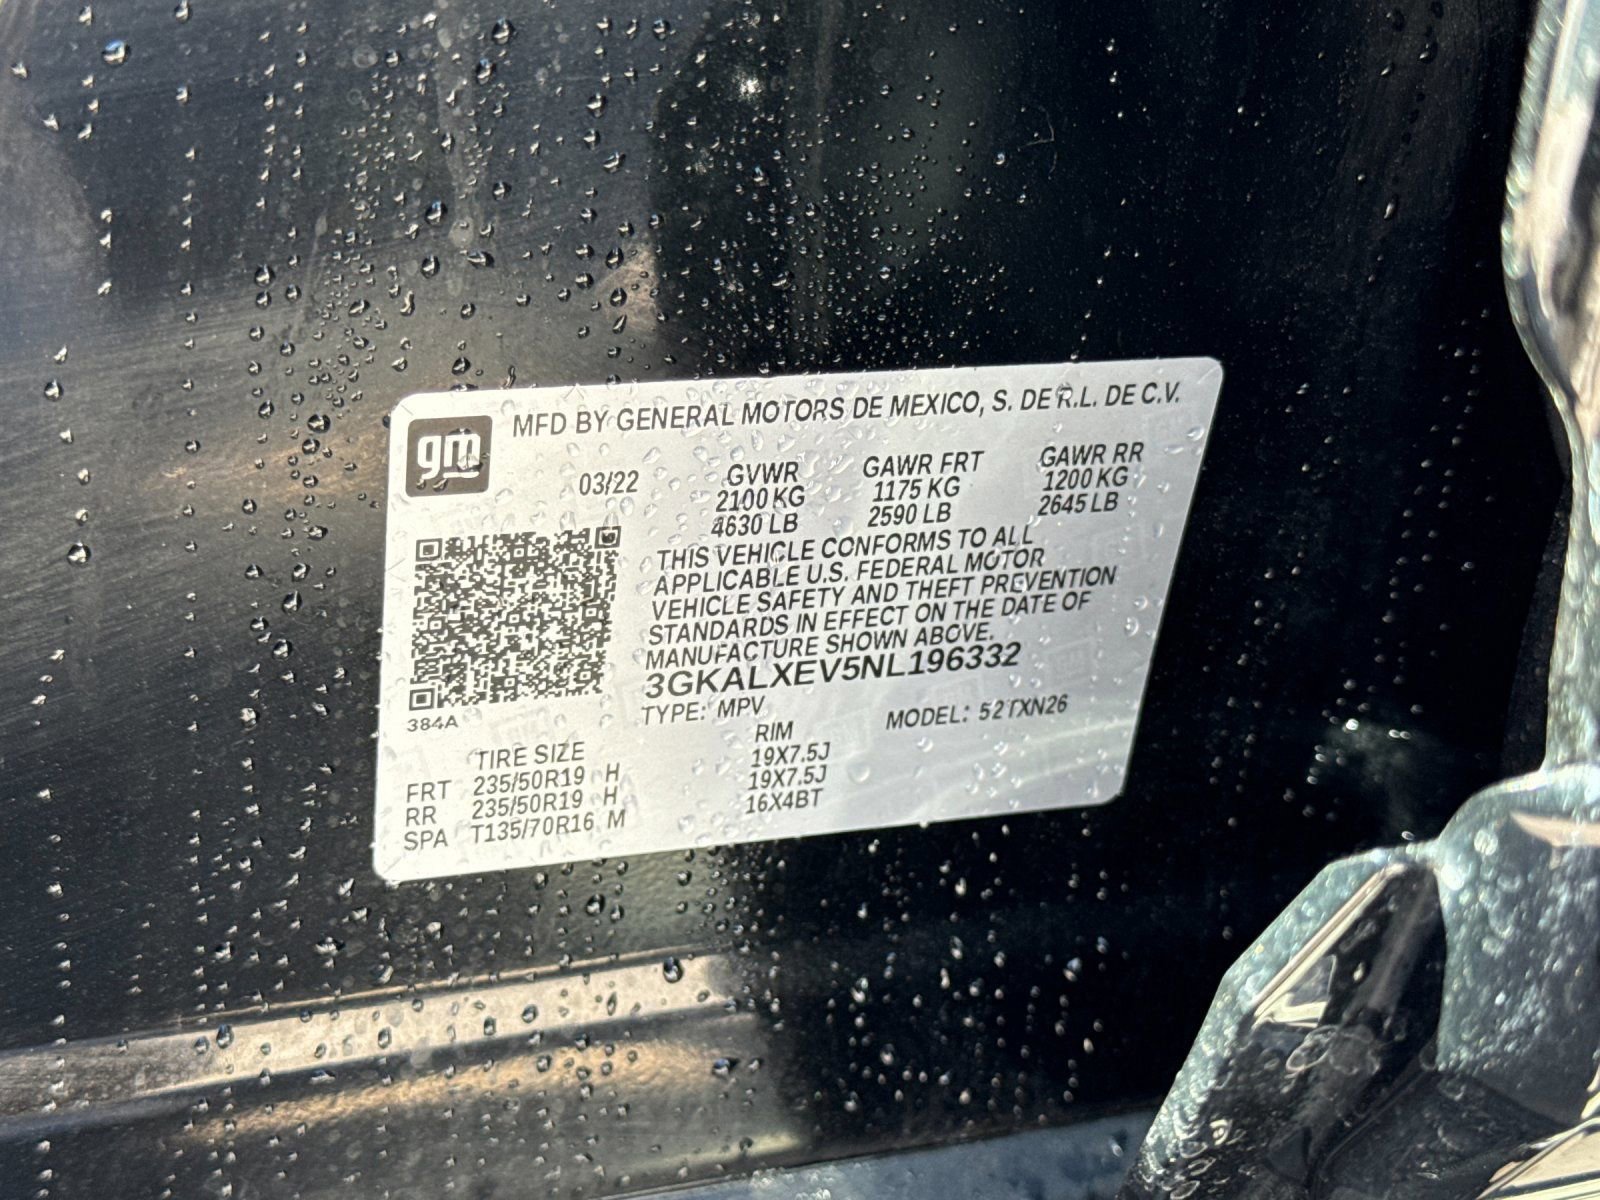 gm
MFD BY GENERAL MOTORS DE MEXICO, S. DE R.L. DE C.V.
03/22 GVWR GAWR FRT GAWR RR
2100 KG 1175 KG 1200 KG
4630 LB 2590 LB 2645 LB
THIS VEHICLE CONFORMS TO ALL
APPLICABLE U.S. FEDERAL MOTOR
VEHICLE SAFETY AND THEFT PREVENTION
STANDARDS IN EFFECT ON THE DATE OF
MANUFACTURE SHOWN ABOVE.
3GKALXEV5NL196332
384A
TYPE: MPV MODEL: 52TXN26
TIRE SIZE RIM
FRT 235/50R19 H 19X7.5J
RR 235/50R19 H 19X7.5J
SPA T135/70R16 M 16X4BT